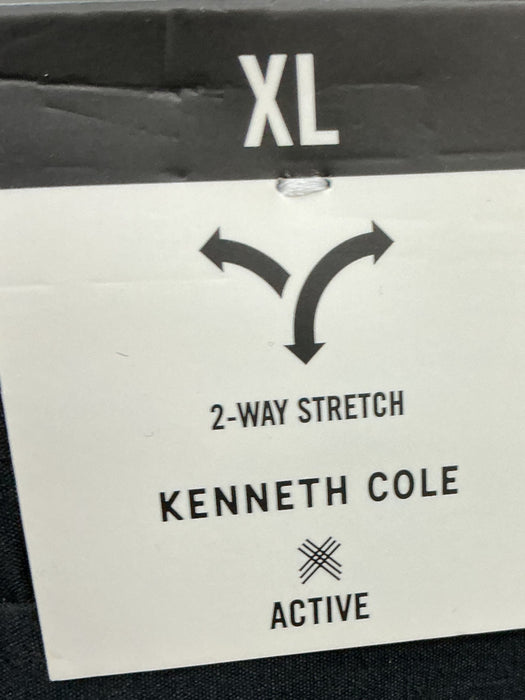 XL
2-WAY STRETCH
KENNETH COLE
ACTIVE